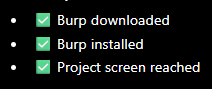 • ✅ Burp downloaded
• ✅ Burp installed
• ✅ Project screen reached